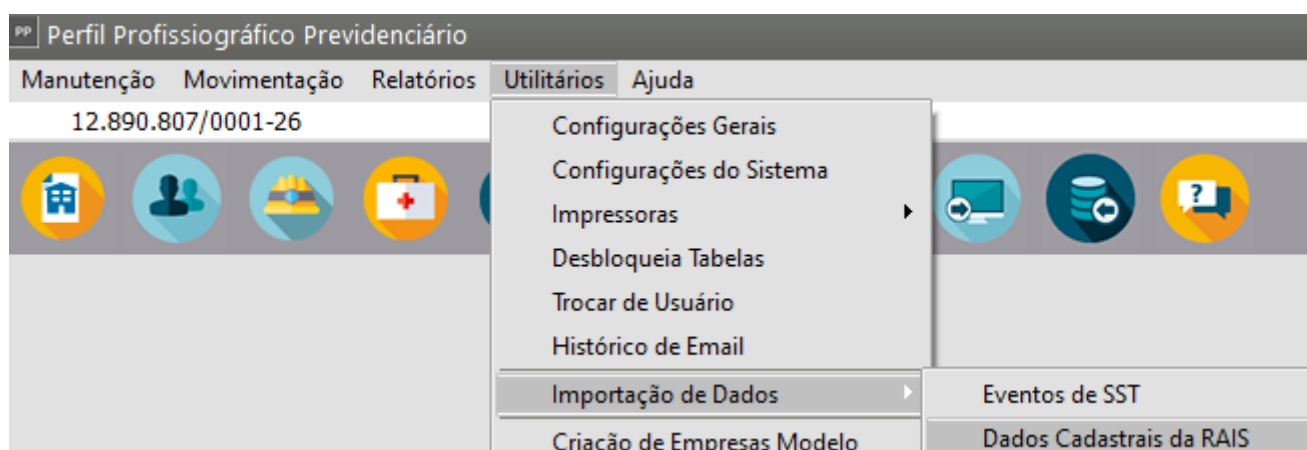 PP Perfil Profissiográfico Previdenciário
Manutenção Movimentação Relatórios Utilitários Ajuda
12.890.807/0001-26
Configurações Gerais
Configurações do Sistema
Impressoras
Desbloqueia Tabelas
Trocar de Usuário
Histórico de Email
Importação de Dados
Eventos de SST
Criação de Empresas Modelo
Dados Cadastrais da RAIS